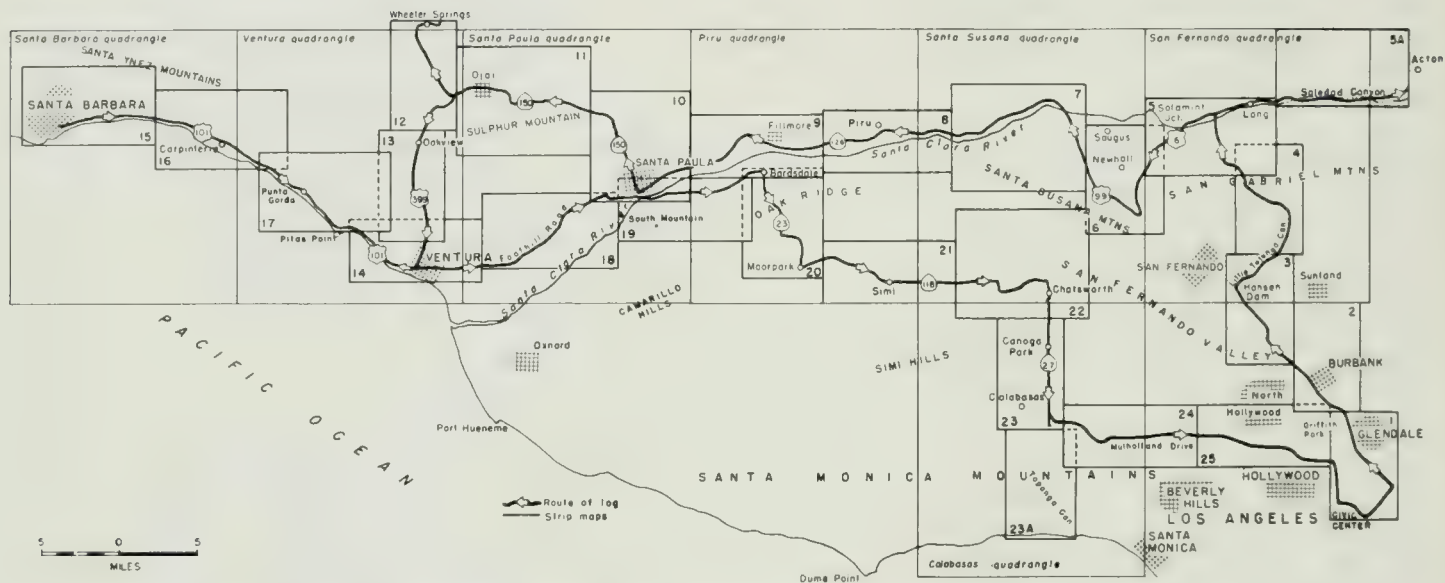 Wheeler Springs
Santa Barbara quadrangle
Ventura quadrangle
Santa Paula quadrangle
Piru quadrangle
Santa Susana quadrangle
San Fernando quadrangle
5A
Acton
SANTA YNEZ MOUNTAINS
11
Ojai
150
SANTA BARBARA
15
101
Carpinteria
16
12
SULPHUR MOUNTAIN
10
Fillmore
9
Piru
8
7
126
Santa Clara River
5
Solamint
Jct.
6
Saugus
Newhall
Lang
Soledad Canyon
13
Oakview
150
SANTA PAULA
Bardsdale
SANTA SUSANA MTNS
99
6
4
SAN GABRIEL MTNS
Punta
Gorda
17
399
Pitas Point
Foothill Road
South Mountain
19
OAK RIDGE
23
101
14
VENTURA
18
Santa Clara River
Moorpark
20
21
Simi
118
Chatsworth
22
SAN FERNANDO
Little Tujunga Can
3
Hansen
Dam
Sunland
2
SAN FERNANDO VALLEY
CAMARILLO
HILLS
PACIFIC OCEAN
Oxnard
SIMI HILLS
Canoga
Park
27
Calabasas
23
BURBANK
North
Hollywood
Griffith
Park
1
GLENDALE
24
Mulholland Drive
25
Port Hueneme
SANTA MONICA MOUNTAINS
Topanga Can
23A
HOLLYWOOD
BEVERLY
HILLS
LOS ANGELES
CIVIC
CENTER
SANTA
MONICA
Route of log
Strip maps
5 0 5
MILES
Dume Point
Calabasas quadrangle